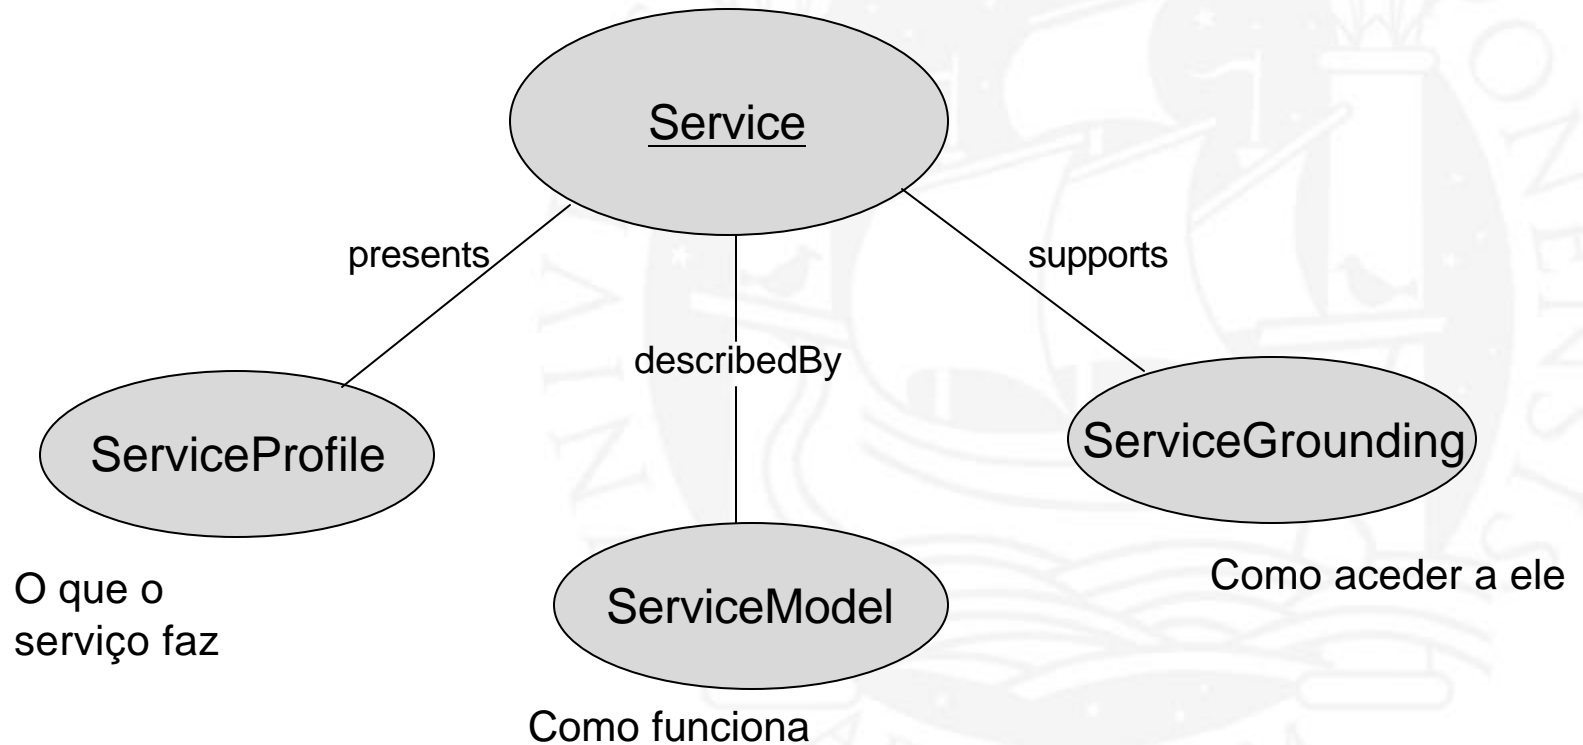 Service
presents
supports
describedBy
ServiceProfile
ServiceGrounding
O que o
serviço faz
ServiceModel
Como aceder a ele
Como funciona